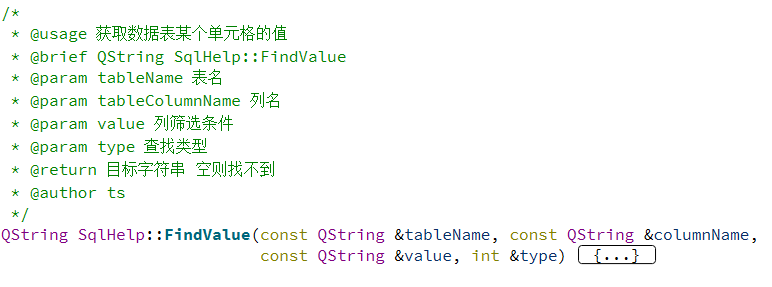 /*
* @usage 获取数据表某个单元格的值
* @brief QString SqlHelp::FindValue
* @param tableName 表名
* @param tableColumnName 列名
* @param value 列筛选条件
* @param type 查找类型
* @return 目标字符串 空则找不到
* @author ts
*/
QString SqlHelp::FindValue(const QString &tableName, const QString &columnName,
const QString &value, int &type) {...}